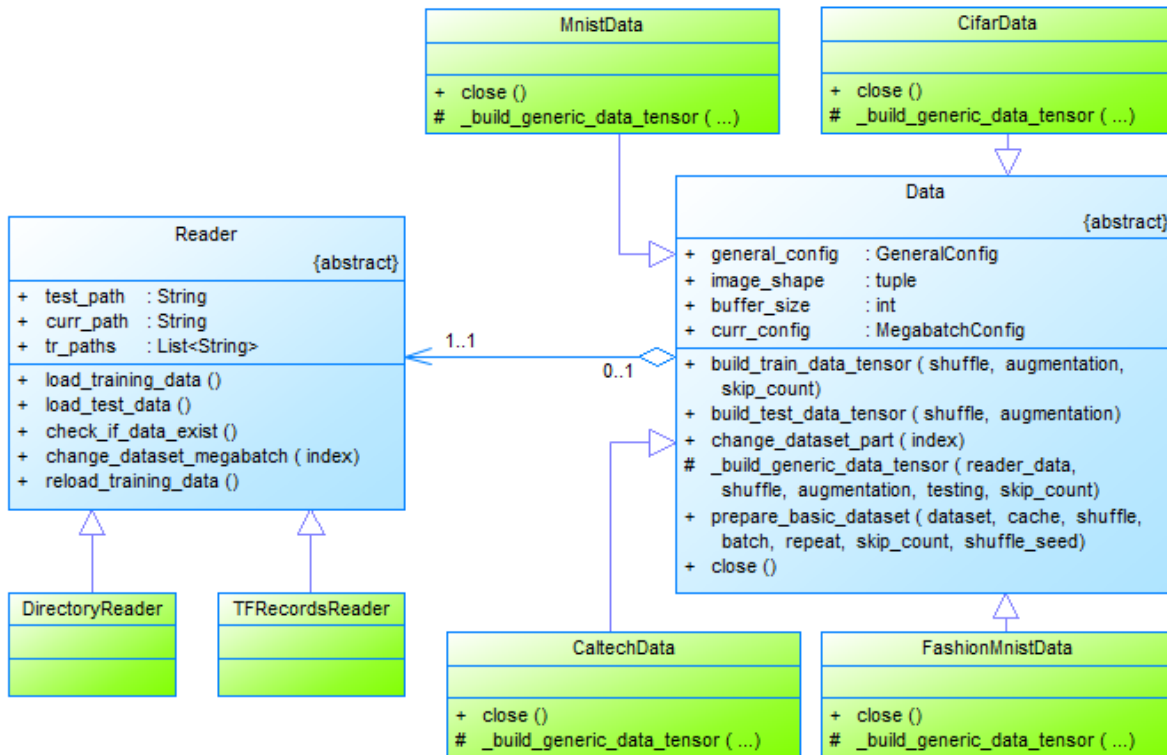 MnistData
+ close ()
# _build_generic_data_tensor ( ...)
CifarData
+ close ()
# _build_generic_data_tensor ( ...)
Reader
{abstract}
+ test_path : String
+ curr_path : String
+ tr_paths : List<String>
+ load_training_data ()
+ load_test_data ()
+ check_if_data_exist ()
+ change_dataset_megabatch ( index)
+ reload_training_data ()
1..1
0..1
Data
{abstract}
+ general_config : GeneralConfig
+ image_shape : tuple
+ buffer_size : int
+ curr_config : MegabatchConfig
+ build_train_data_tensor ( shuffle, augmentation,
skip_count)
+ build_test_data_tensor ( shuffle, augmentation)
+ change_dataset_part ( index)
# _build_generic_data_tensor ( reader_data,
shuffle, augmentation, testing, skip_count)
+ prepare_basic_dataset ( dataset, cache, shuffle,
batch, repeat, skip_count, shuffle_seed)
+ close ()
DirectoryReader
TFRecordsReader
CaltechData
+ close ()
# _build_generic_data_tensor ( ...)
FashionMnistData
+ close ()
# _build_generic_data_tensor ( ...)